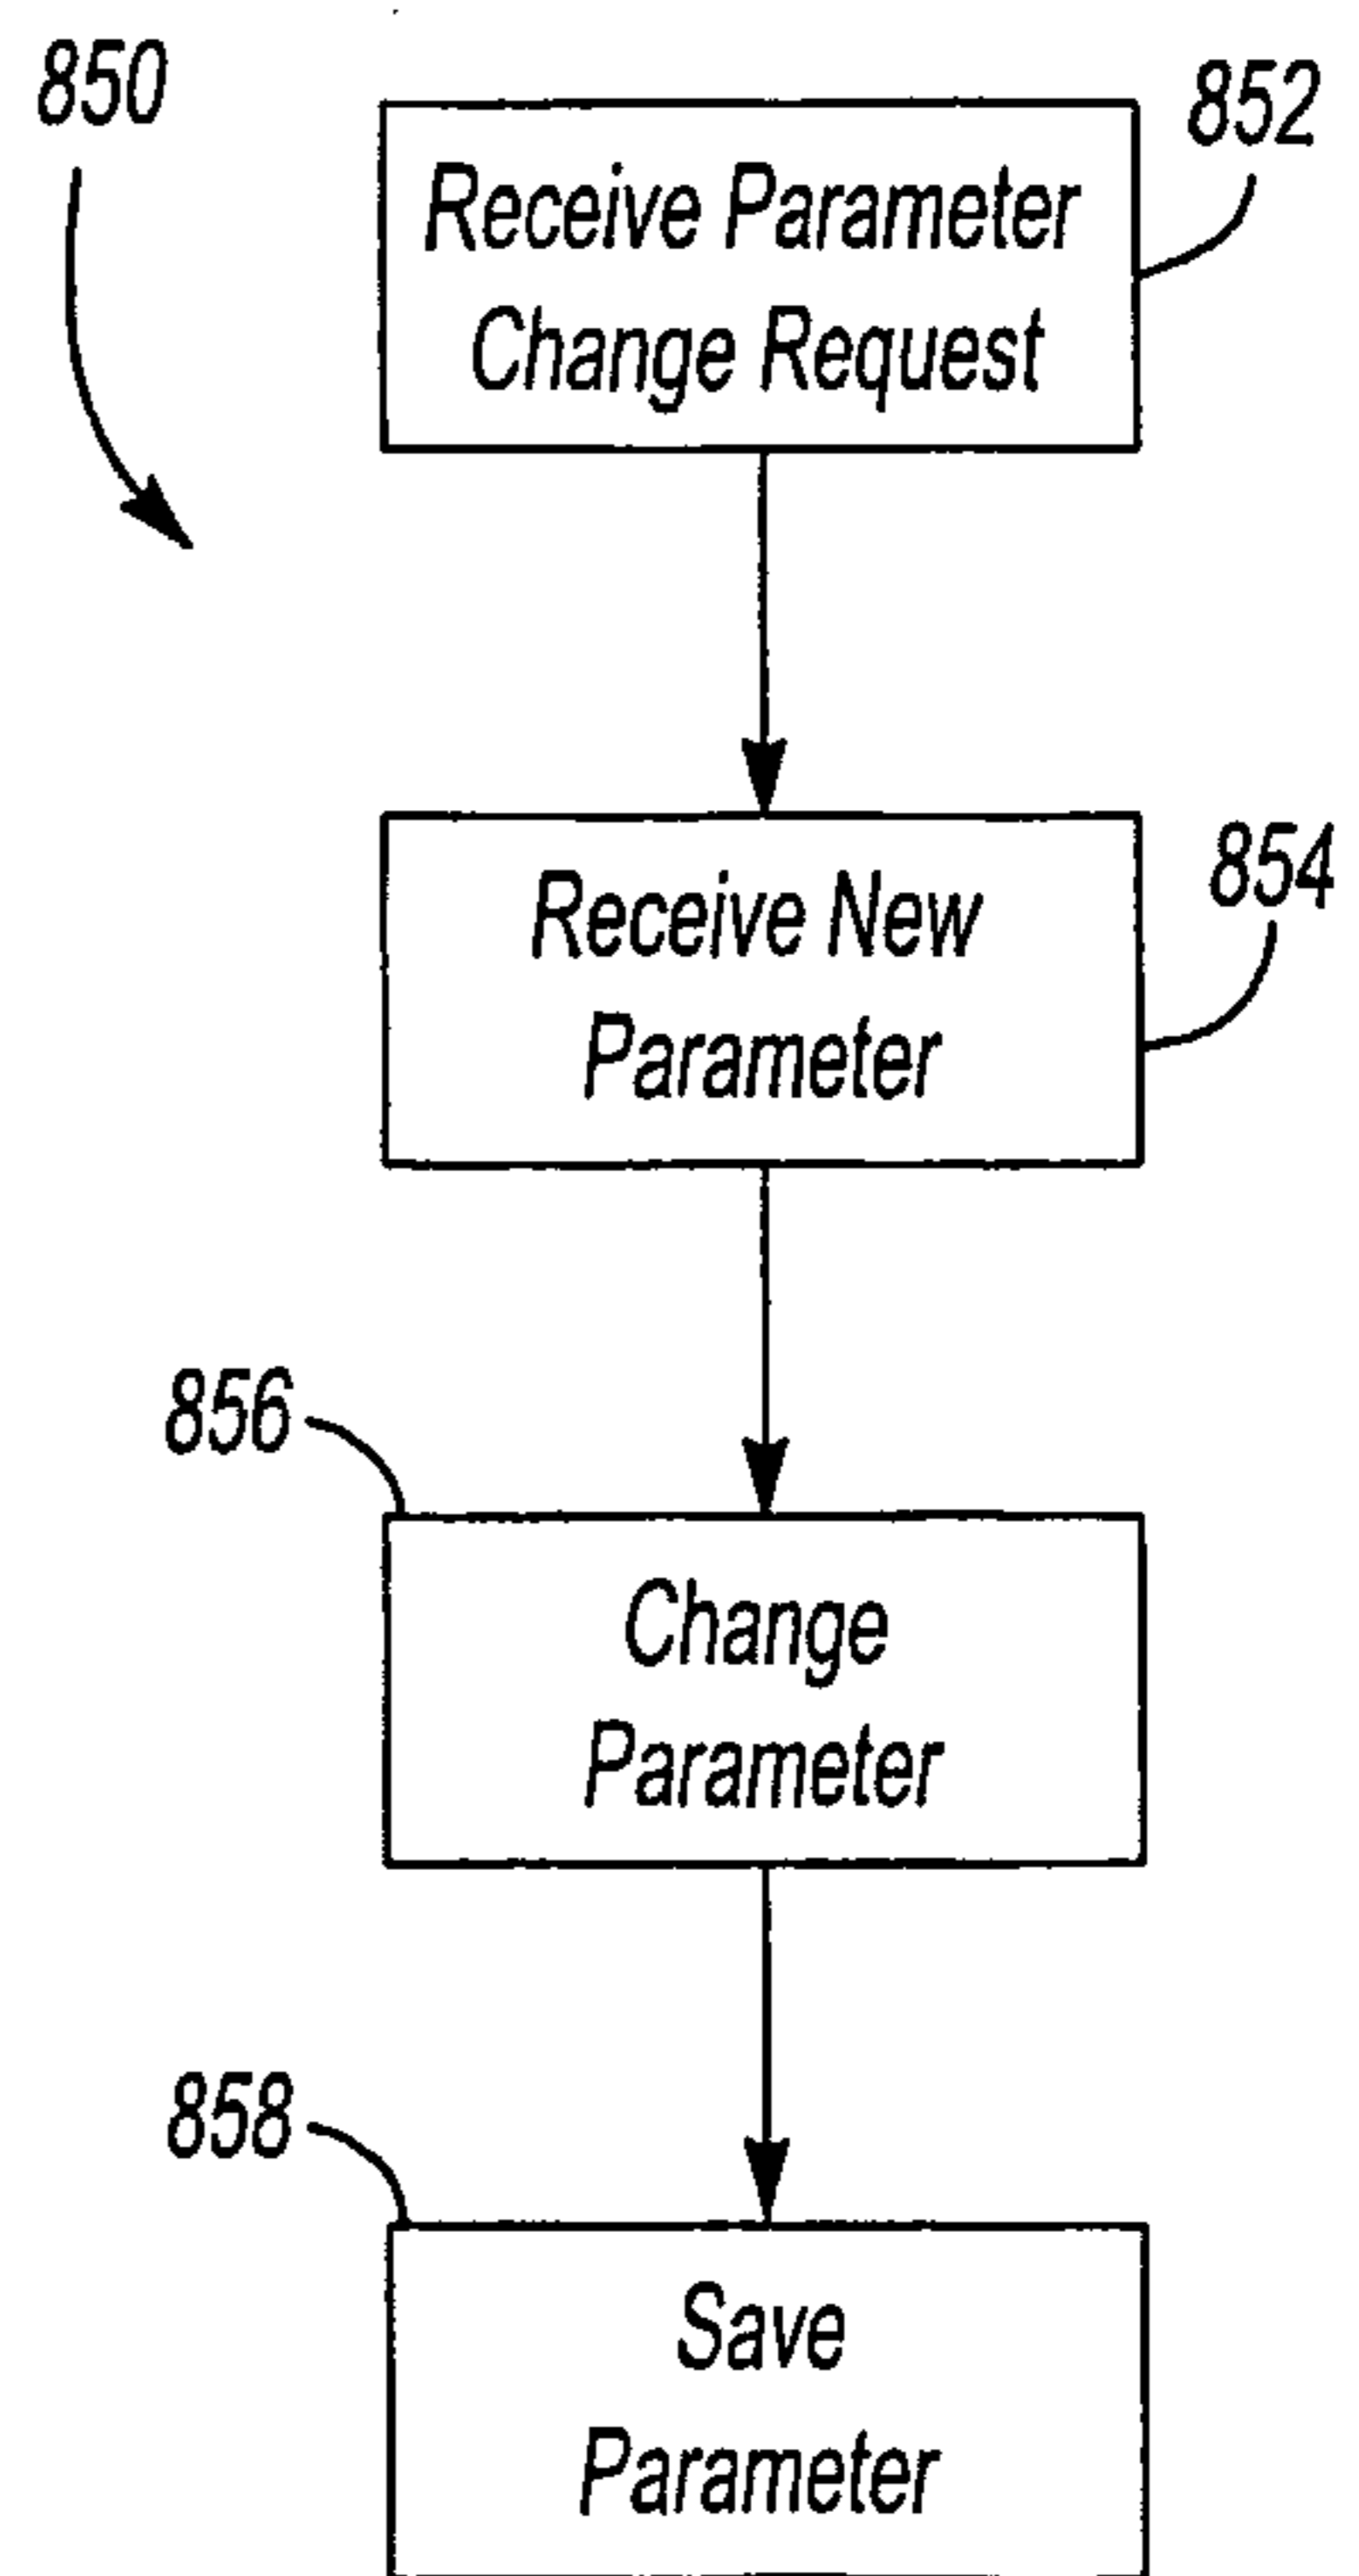 850
852
Receive Parameter
Change Request
854
Receive New
Parameter
856
Change
Parameter
858
Save
Parameter